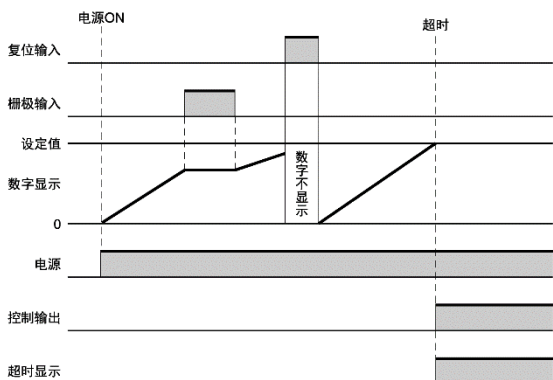 电源ON
超时
复位输入
栅极输入
设定值
数字显示
数字不显示
0
电源
控制输出
超时显示